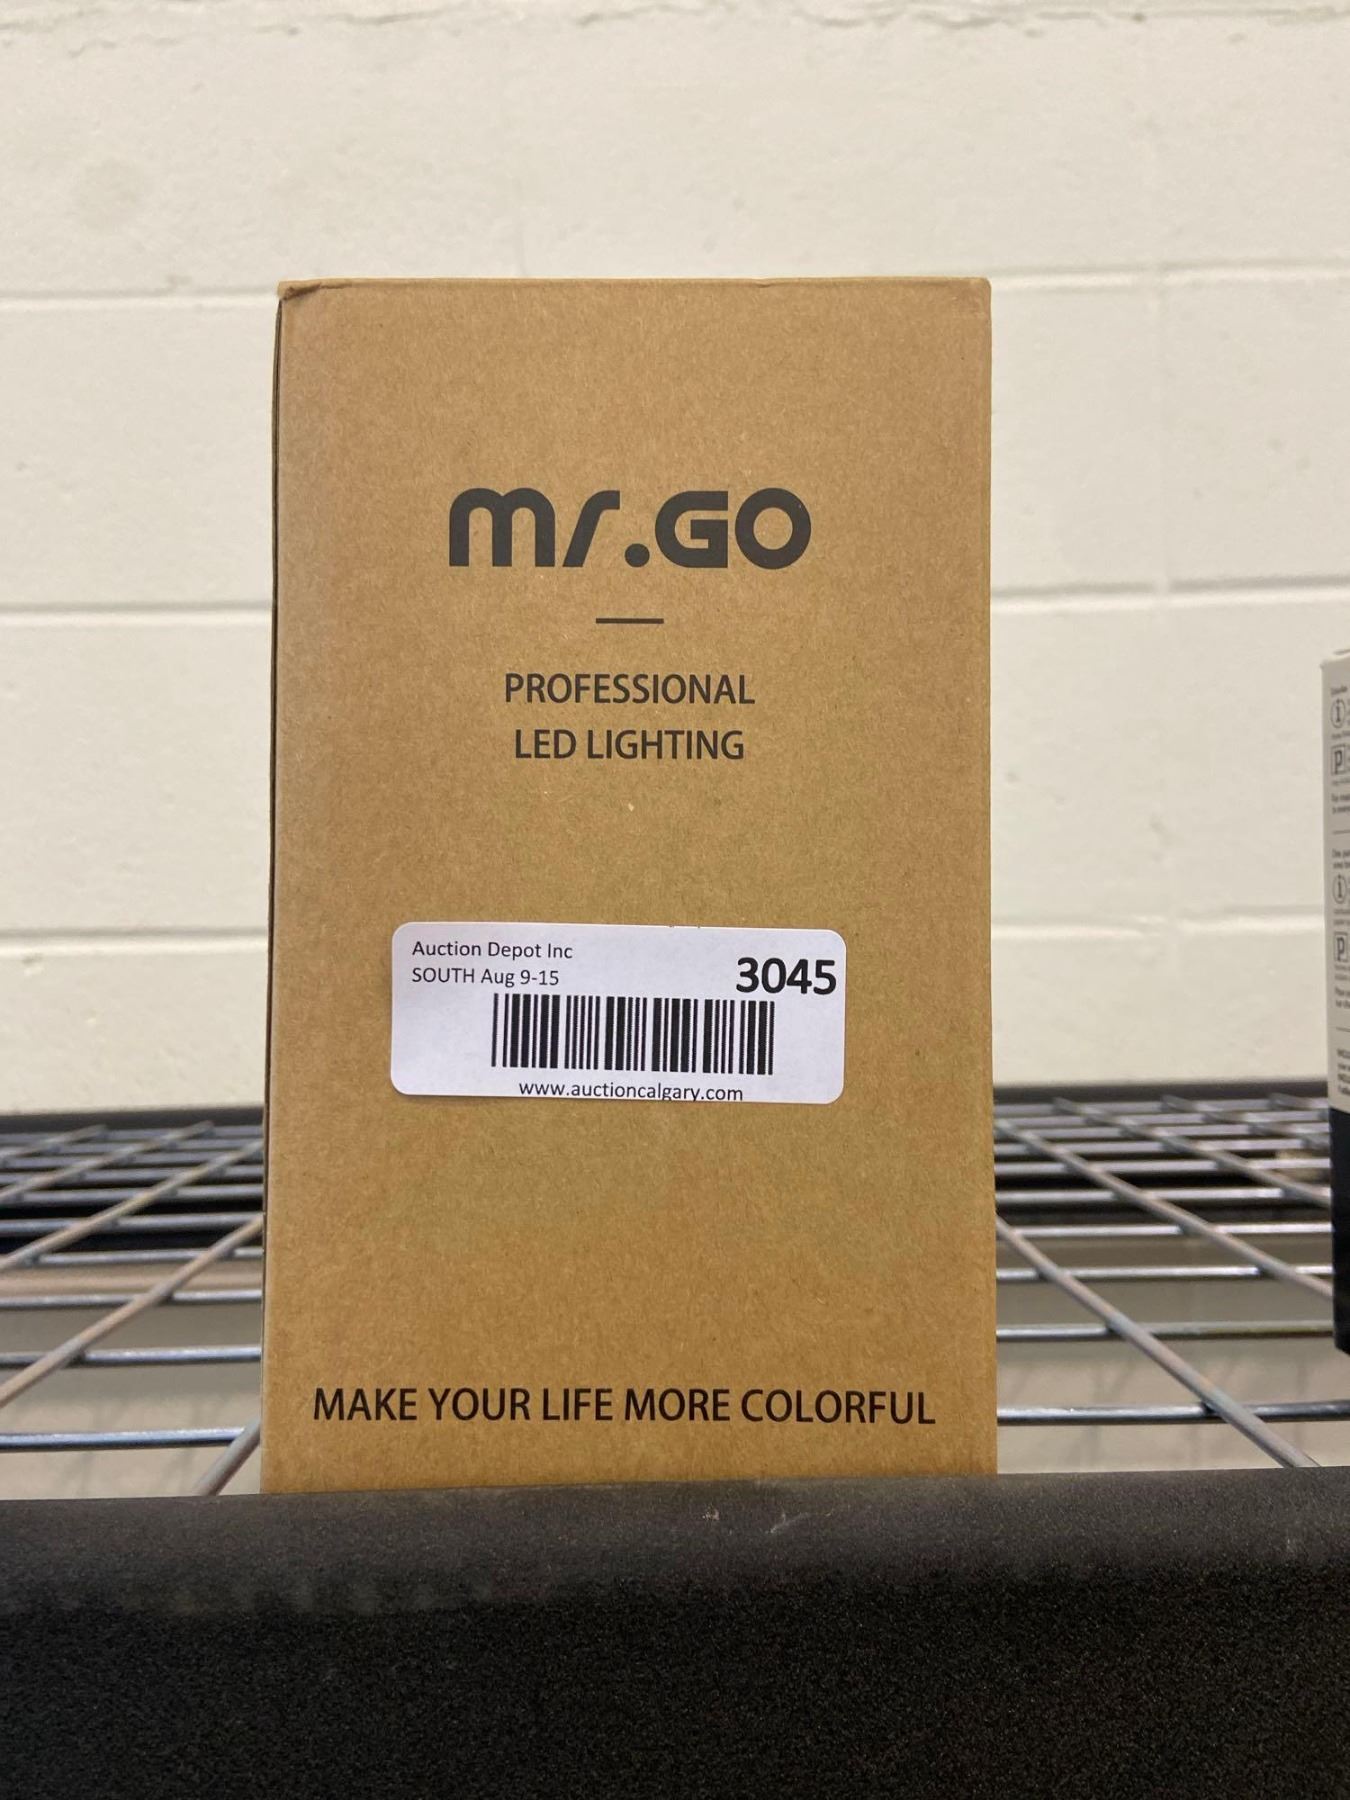 mr.GO
PROFESSIONAL
LED LIGHTING
Auction Depot Inc
SOUTH Aug 9-15
3045
www.auctioncalgary.com
MAKE YOUR LIFE MORE COLORFUL